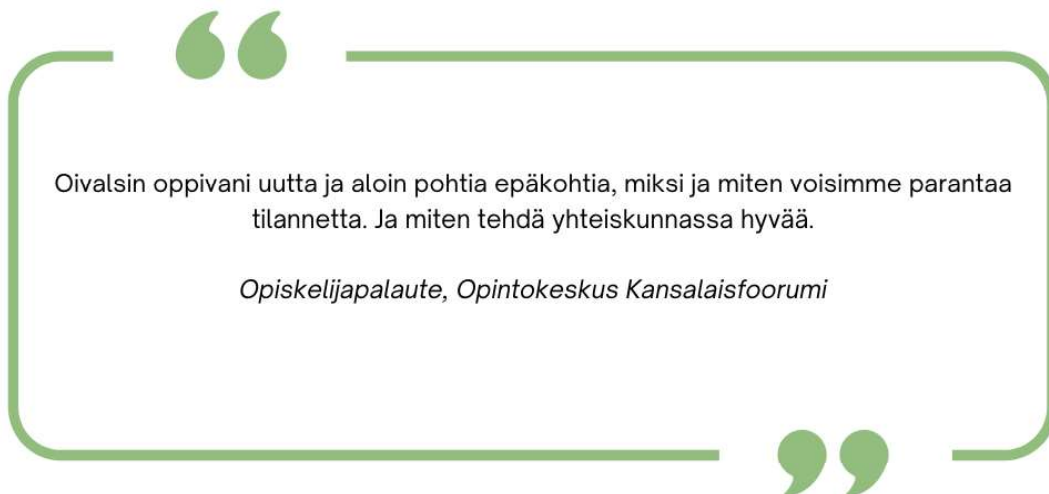 Oivalsin oppivani uutta ja aloin pohtia epäkohtia, miksi ja miten voisimme parantaa
tilannetta. Ja miten tehdä yhteiskunnassa hyvää.
Opiskelijapalaute, Opintokeskus Kansalaisfoorumi